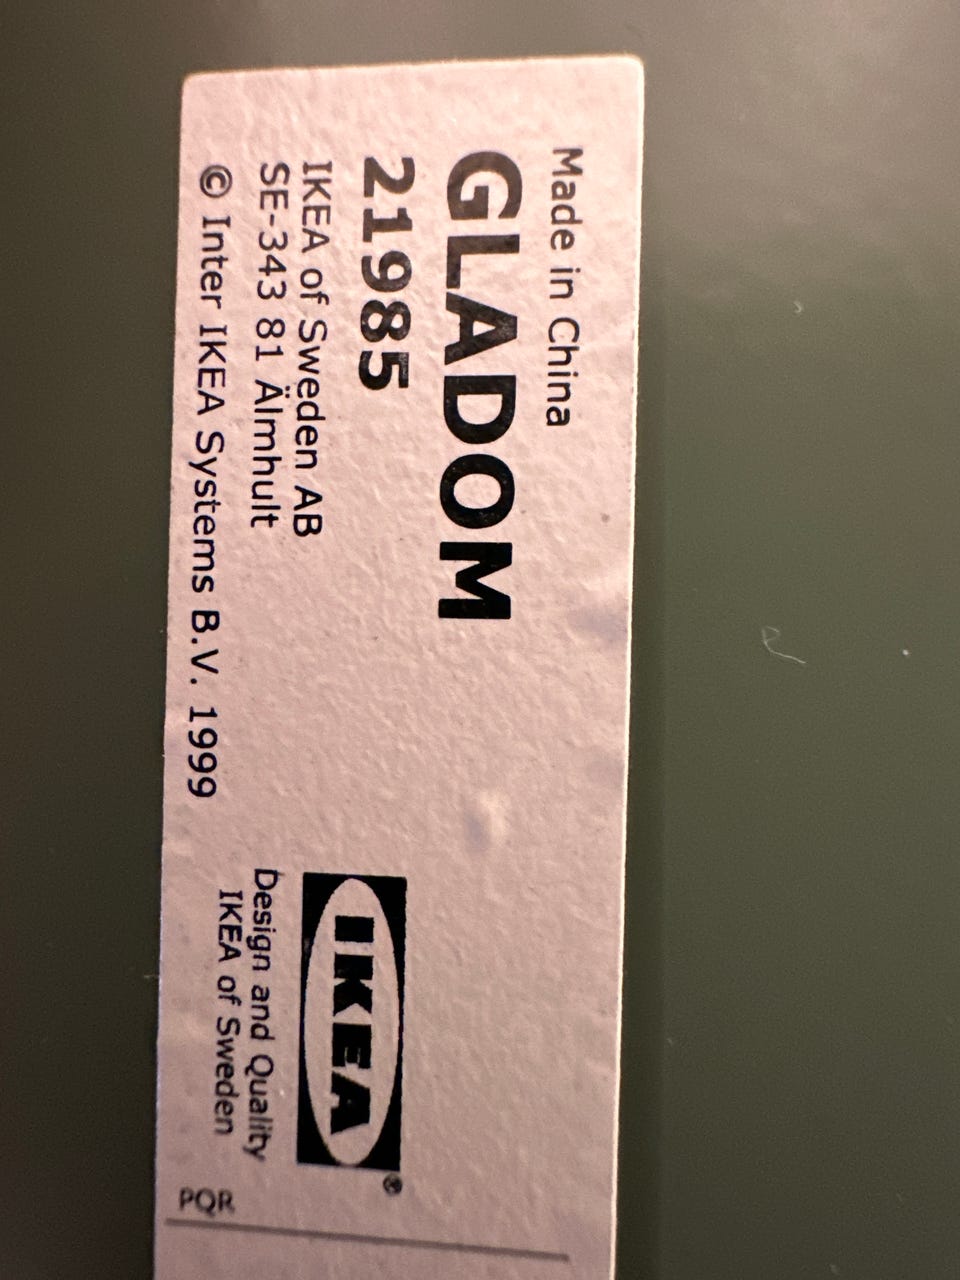 Made in China
GLADOM
21985
IKEA of Sweden AB
SE-343 81 Älmhult
© Inter IKEA Systems B.V. 1999
IKEA®
Design and Quality
IKEA of Sweden
PQR